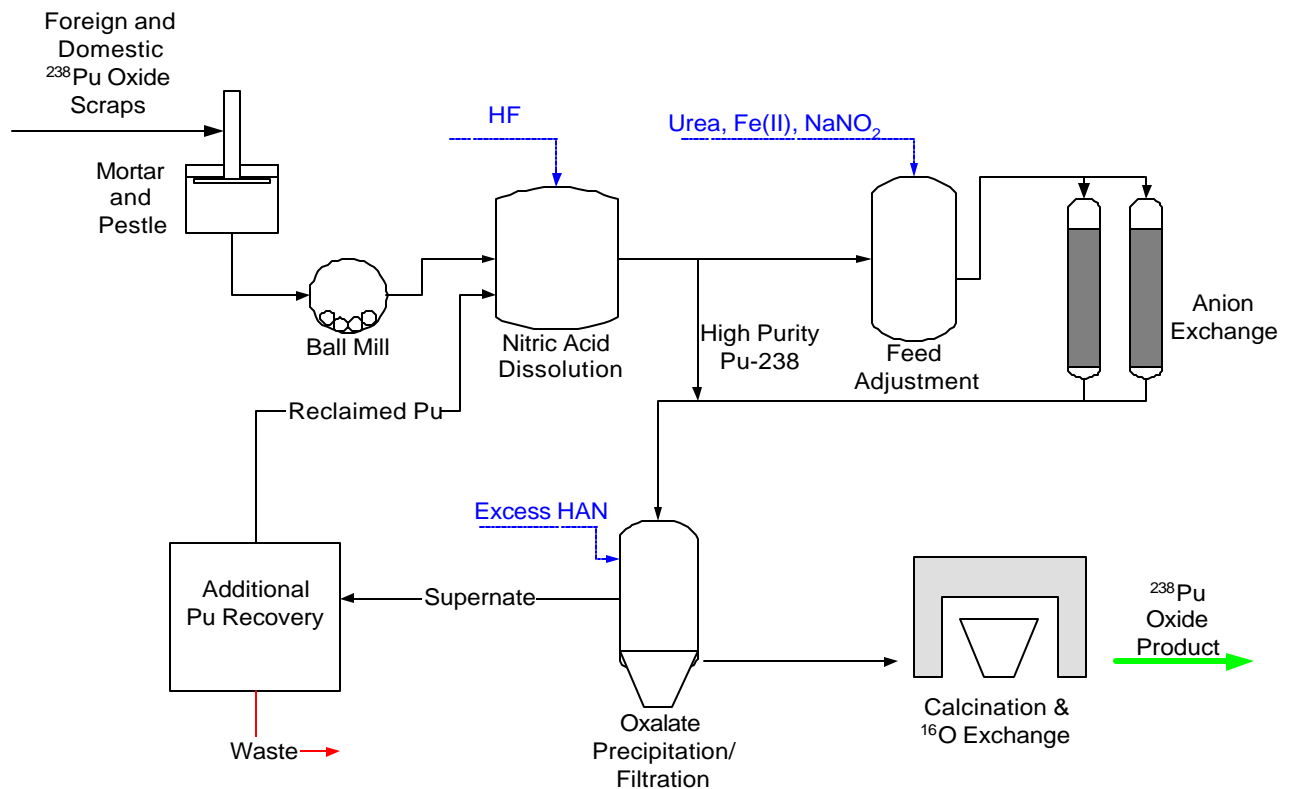 Foreign and
Domestic
²³⁸Pu Oxide
Scraps
Mortar
and
Pestle
Ball Mill
HF
Nitric Acid
Dissolution
Urea, Fe(II), NaNO₂
Feed
Adjustment
Anion
Exchange
High Purity
Pu-238
Reclaimed Pu
Excess HAN
Additional
Pu Recovery
Supernate
Waste
Oxalate
Precipitation/
Filtration
Calcination &
¹⁶O Exchange
²³⁸Pu
Oxide
Product